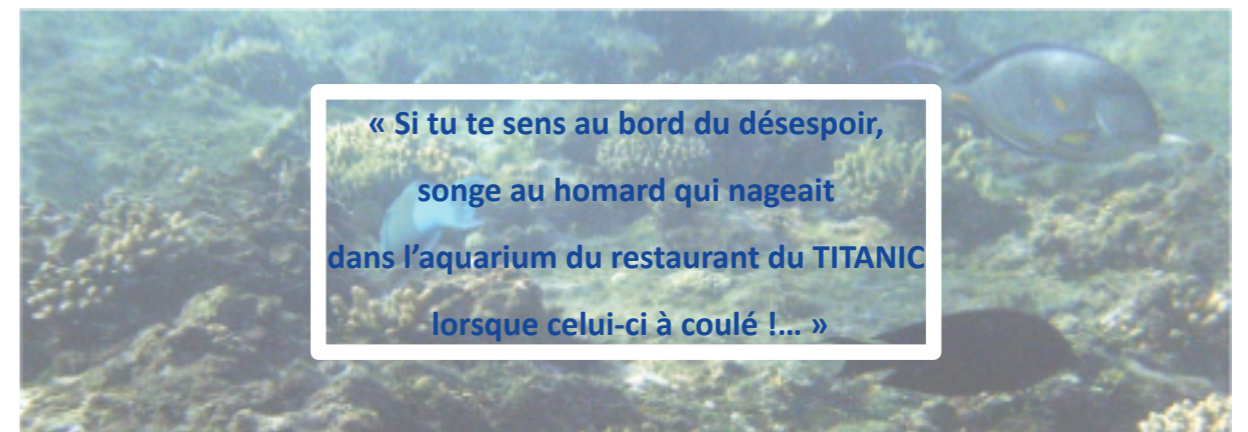 « Si tu te sens au bord du désespoir,
songe au homard qui nageait
dans l’aquarium du restaurant du TITANIC
lorsque celui-ci à coulé !... »